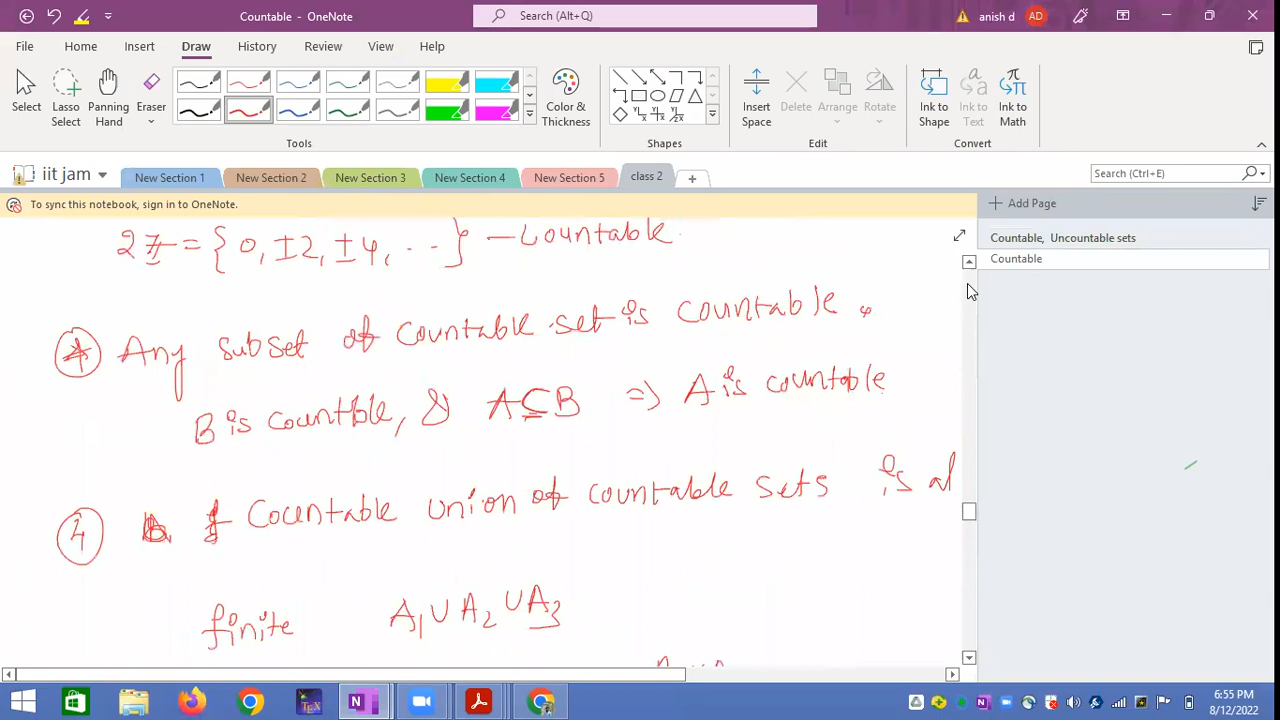 Countable - OneNote
Search (Alt+Q)
anish d
AD
File Home Insert Draw History Review View Help
Select
Lasso Select
Panning Hand
Eraser
Color & Thickness
Insert Space
Delete
Arrange
Rotate
Ink to Shape
Ink to Text
Ink to Math
Tools
Shapes
Edit
Convert
iit jam
New Section 1 New Section 2 New Section 3 New Section 4 New Section 5 class 2
Search (Ctrl+E)
To sync this notebook, sign in to OneNote.
Add Page
Countable, Uncountable sets
Countable
2ℤ = {0, ±2, ±4, ..} - Countable.
Any subset of countable set is countable.
B is countble, & A⊆B ⇒ A is countable
4 Countable union of countable sets is al
finite A₁ ∪ A₂ ∪ A₃
6:55 PM
8/12/2022